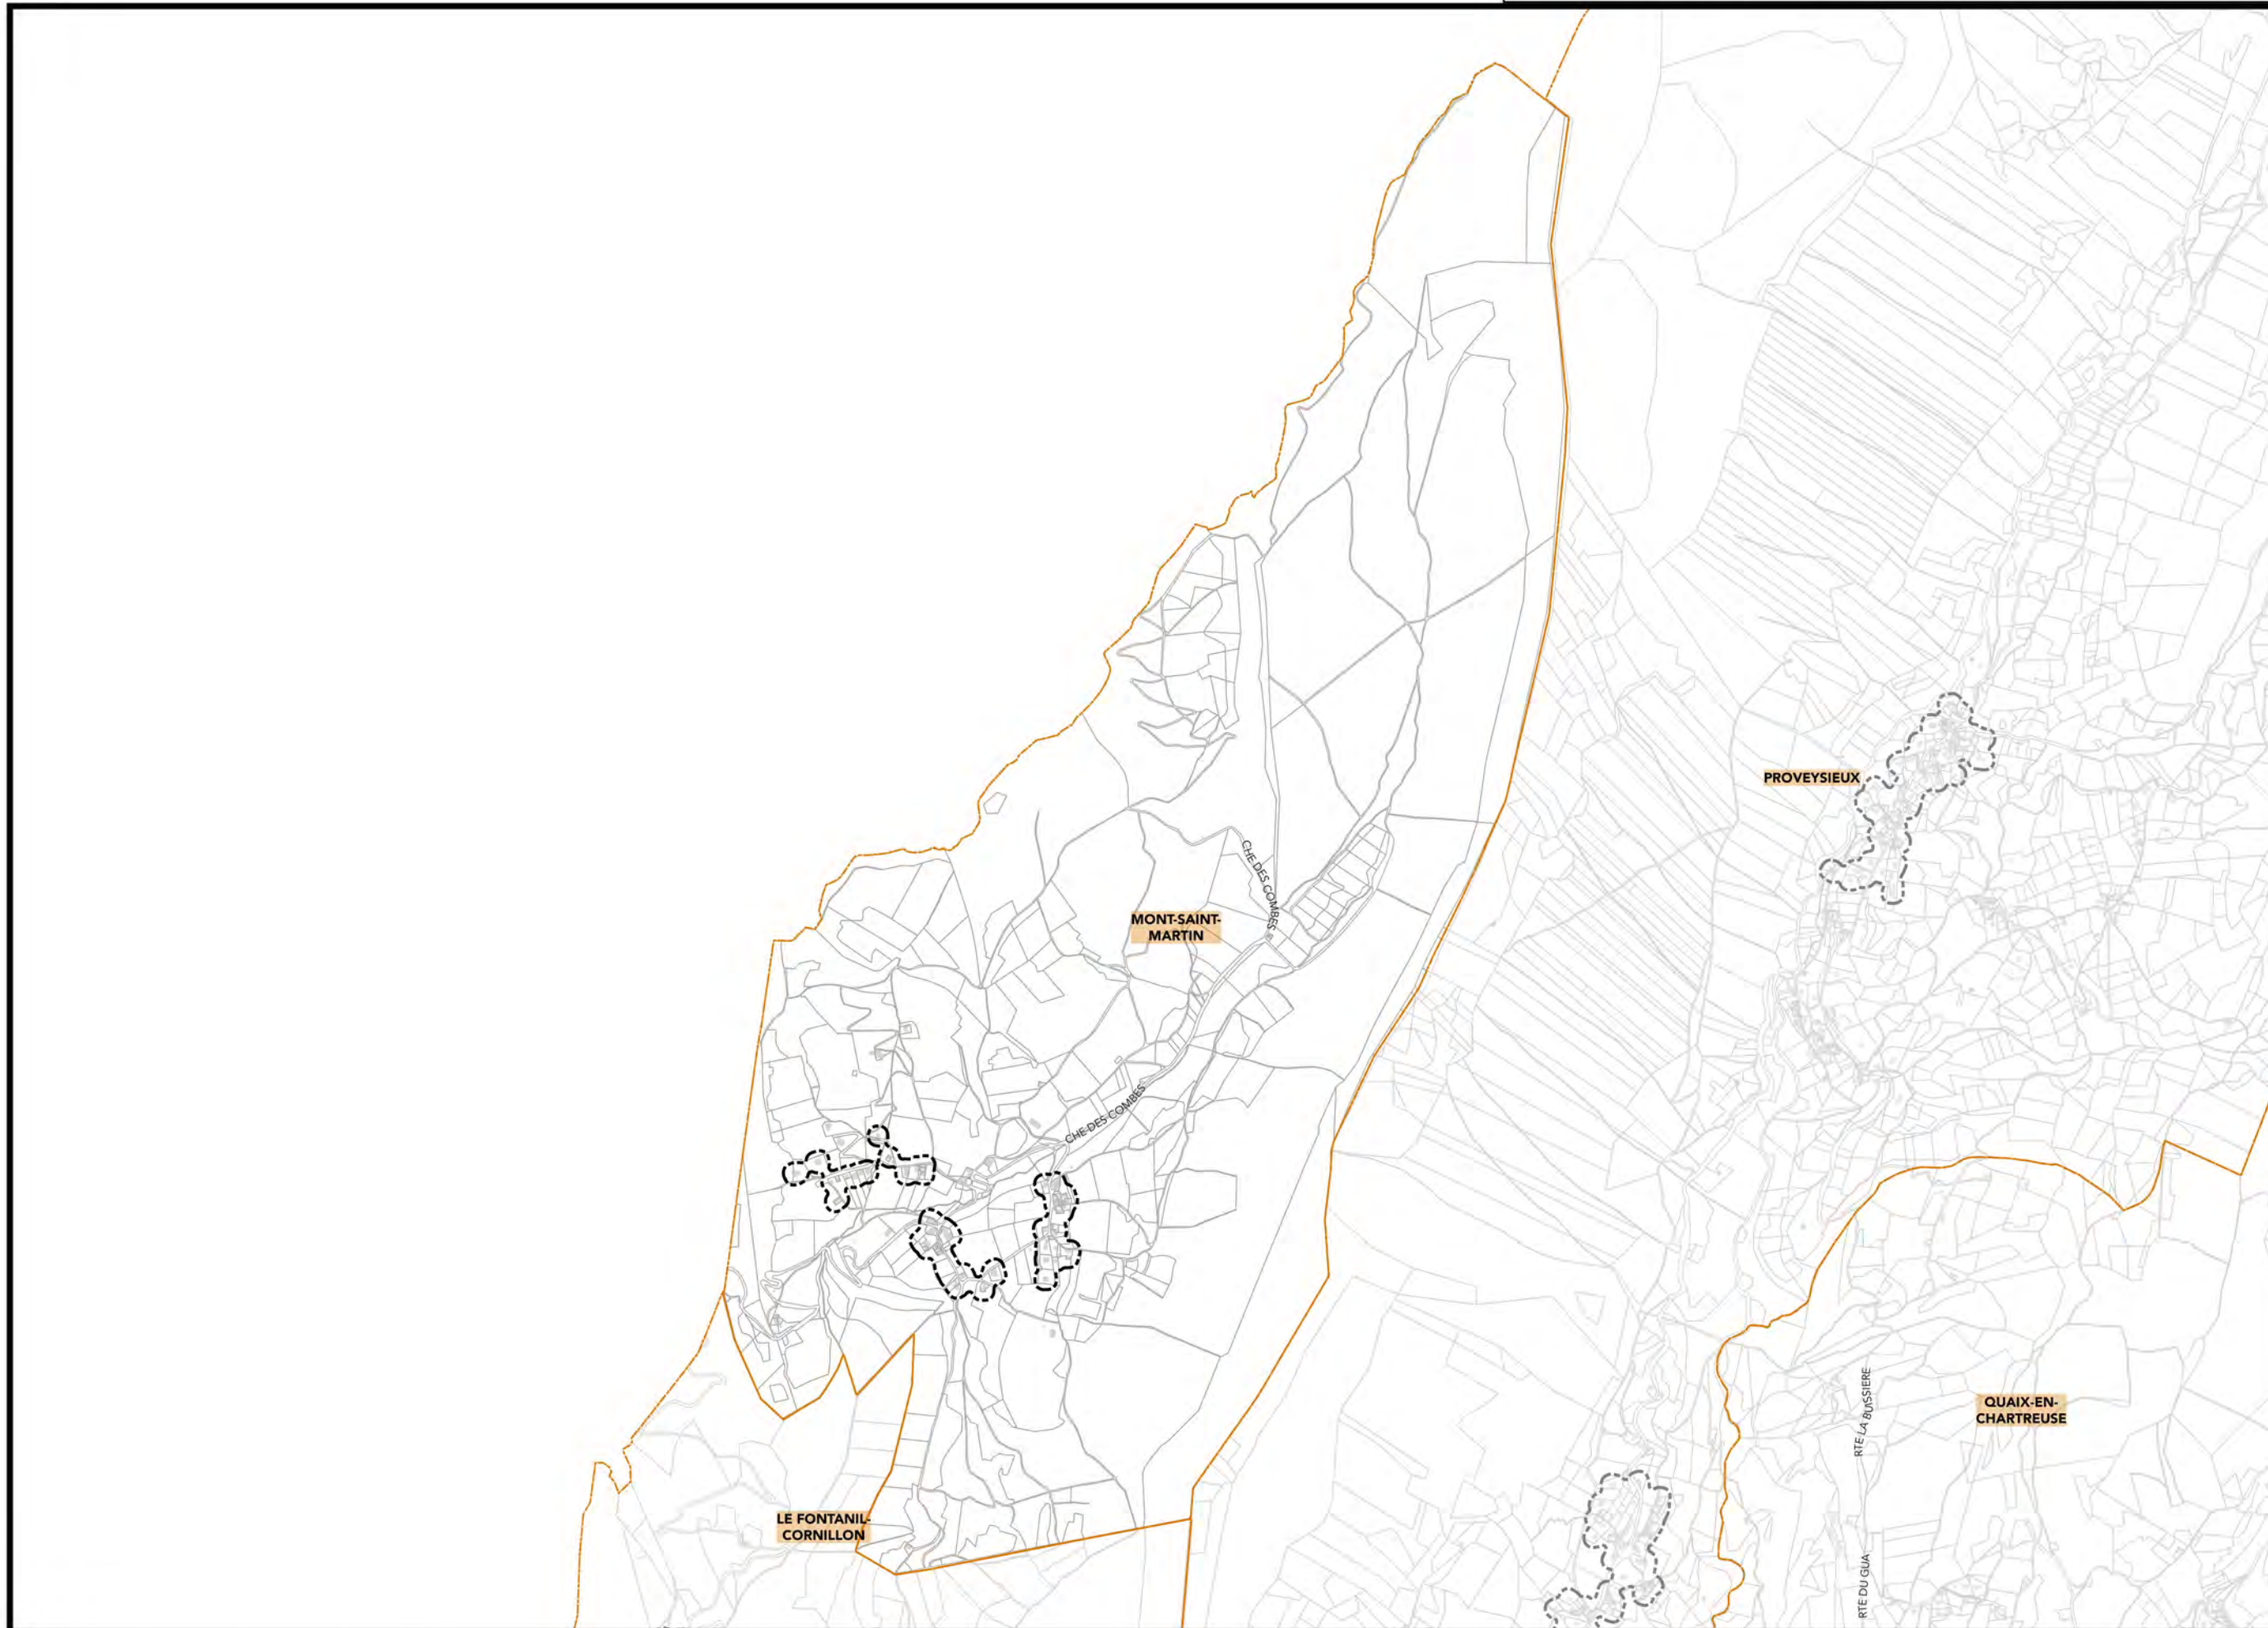 PROVEYSIEUX
CHE DES COMBES
MONT-SAINT-
MARTIN
CHE DES COMBES
RTE LA BUISSIERE
QUAIX-EN-
CHARTREUSE
LE FONTANIL-
CORNILLON
RTE DU GUA